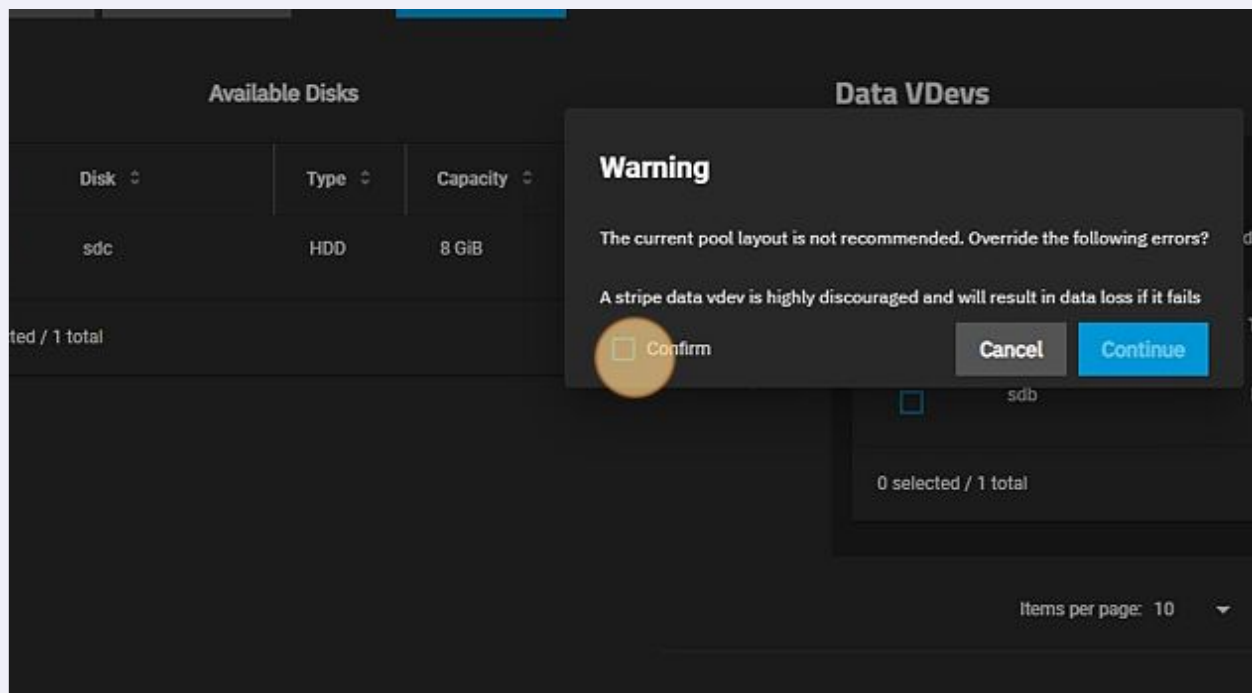 Available Disks
Data VDevs
Disk
Type
Capacity
sdc
HDD
8 GiB
1 total
Warning
The current pool layout is not recommended. Override the following errors?
A stripe data vdev is highly discouraged and will result in data loss if it fails
Confirm
Cancel
Continue
sdb
0 selected / 1 total
Items per page: 10